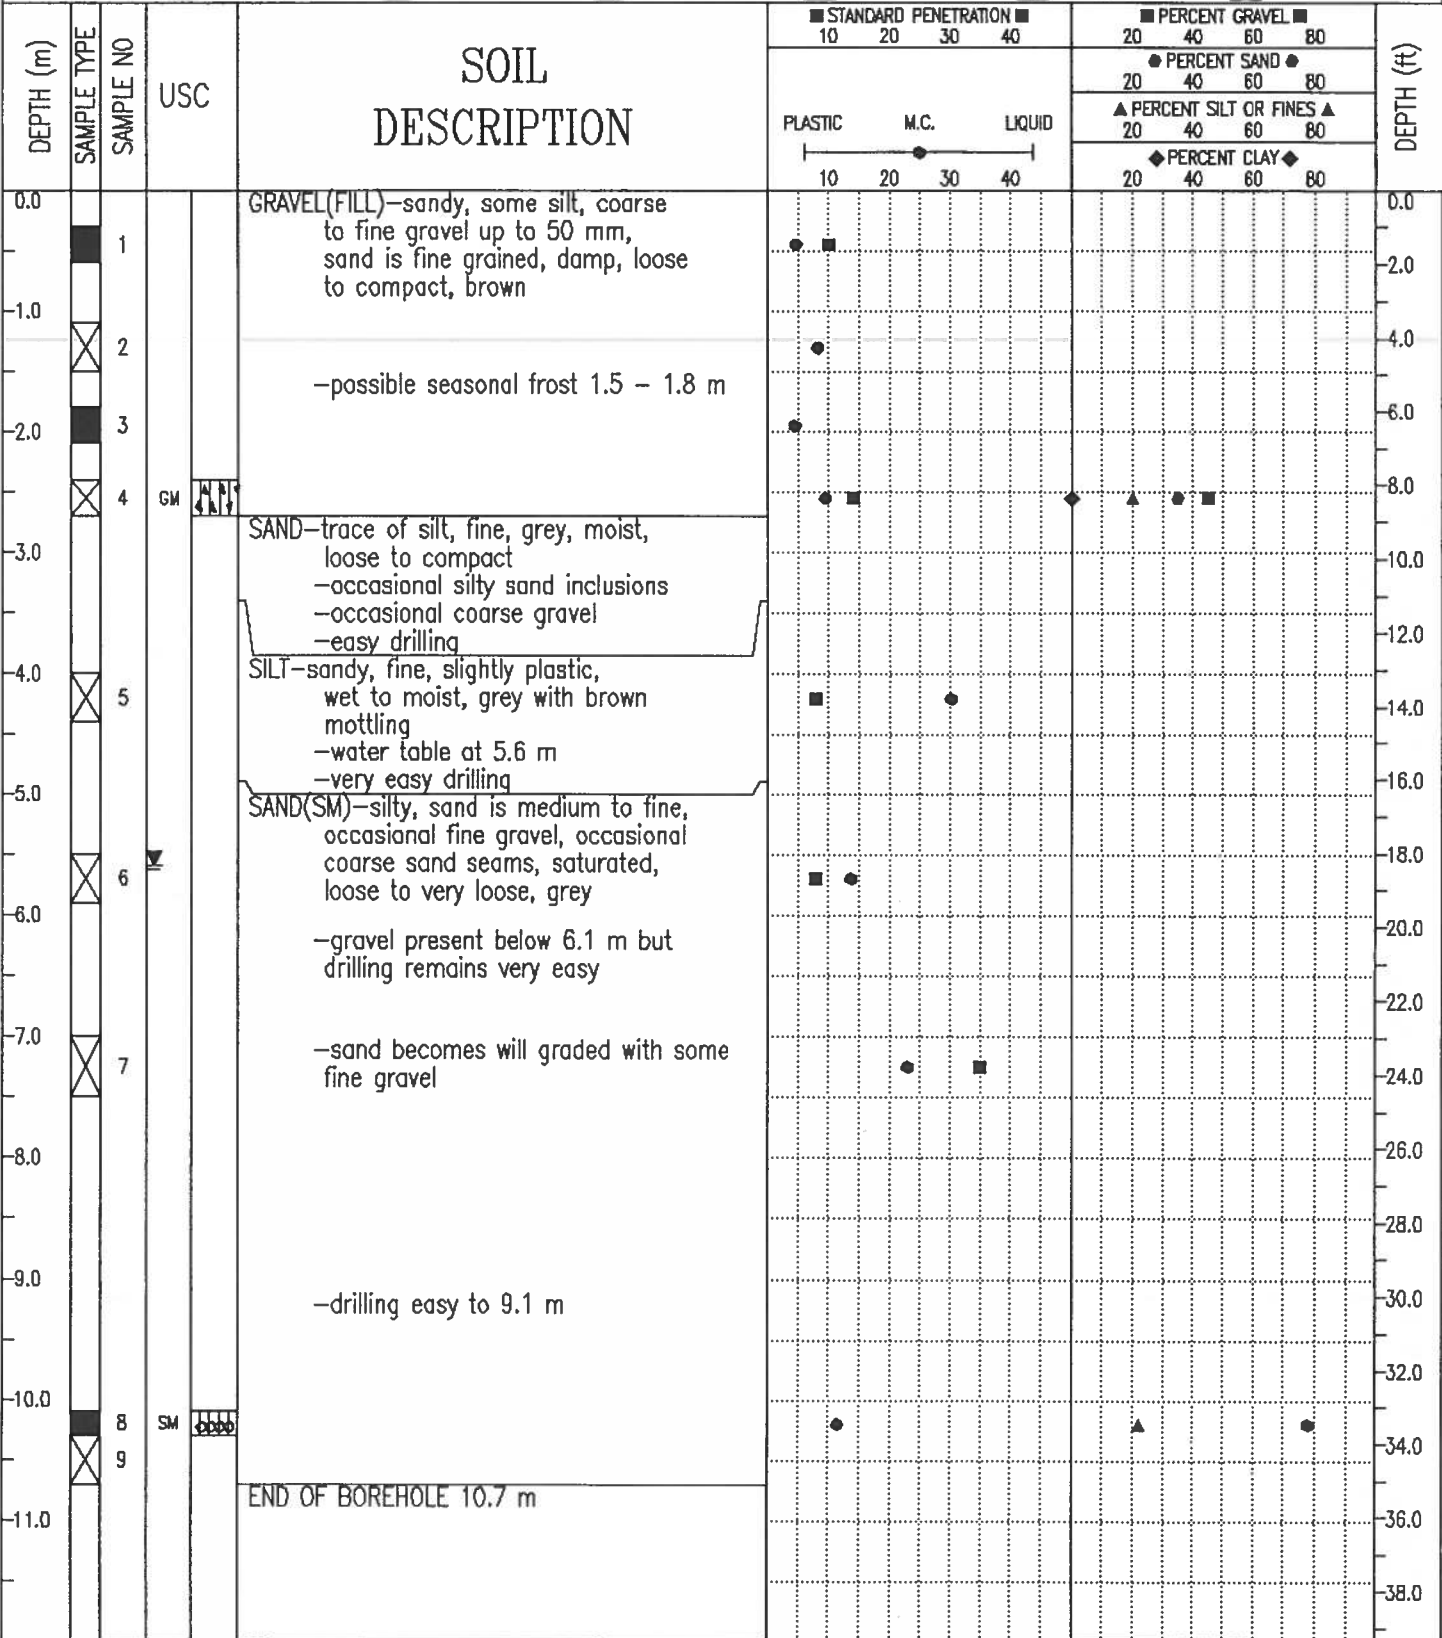 DEPTH (m)
SAMPLE TYPE
SAMPLE NO
USC
SOIL
DESCRIPTION
STANDARD PENETRATION
10 20 30 40
PLASTIC M.C. LIQUID
10 20 30 40
PERCENT GRAVEL
20 40 60 80
PERCENT SAND
20 40 60 80
PERCENT SILT OR FINES
20 40 60 80
PERCENT CLAY
20 40 60 80
DEPTH (ft)
0.0
GRAVEL(FILL)-sandy, some silt, coarse
0.0
1
to fine gravel up to 50 mm,
sand is fine grained, damp, loose
2.0
to compact, brown
1.0
4.0
2
-possible seasonal frost 1.5 - 1.8 m
6.0
2.0
3
8.0
4
GM
SAND-trace of silt, fine, grey, moist,
3.0
loose to compact
10.0
-occasional silty sand inclusions
-occasional coarse gravel
12.0
-easy drilling
4.0
SILT-sandy, fine, slightly plastic,
5
wet to moist, grey with brown
14.0
mottling
-water table at 5.6 m
-very easy drilling
16.0
5.0
SAND(SM)-silty, sand is medium to fine,
occasional fine gravel, occasional
18.0
coarse sand seams, saturated,
6
loose to very loose, grey
6.0
20.0
-gravel present below 6.1 m but
drilling remains very easy
22.0
7.0
-sand becomes will graded with some
7
fine gravel
24.0
8.0
26.0
28.0
9.0
-drilling easy to 9.1 m
30.0
32.0
10.0
8
SM
34.0
9
END OF BOREHOLE 10.7 m
11.0
36.0
38.0